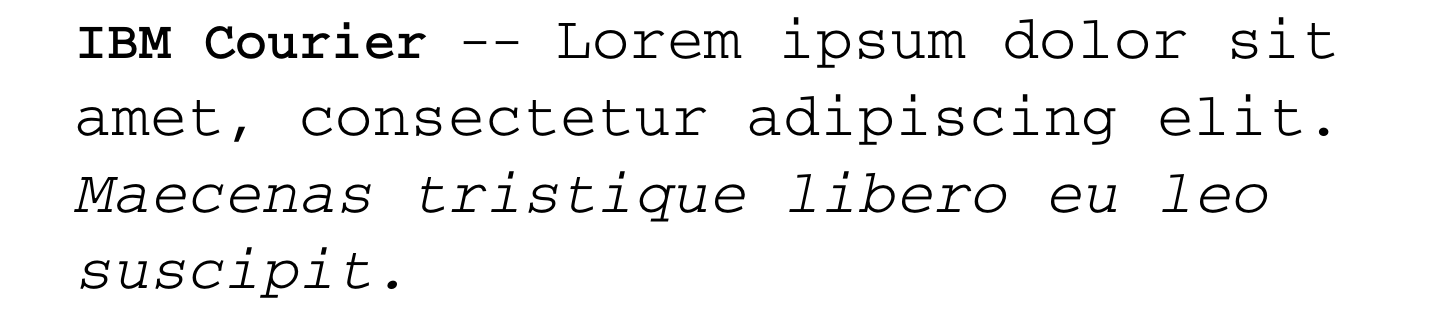 IBM Courier -- Lorem ipsum dolor sit
amet, consectetur adipiscing elit.
Maecenas tristique libero eu leo
suscipit.